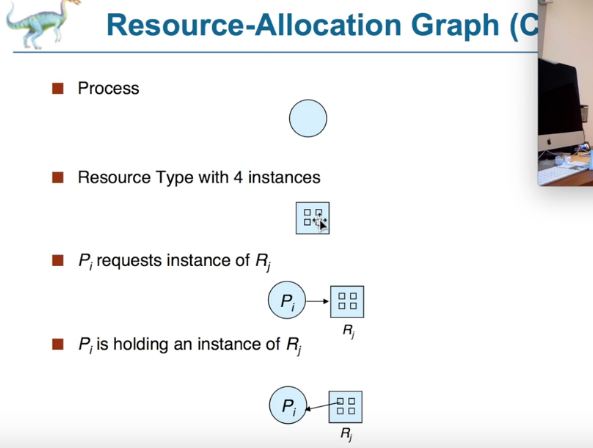 Resource-Allocation Graph (C
Process
Resource Type with 4 instances
Pi requests instance of Rj
Pi
Rj
Pi is holding an instance of Rj
Pi
Rj